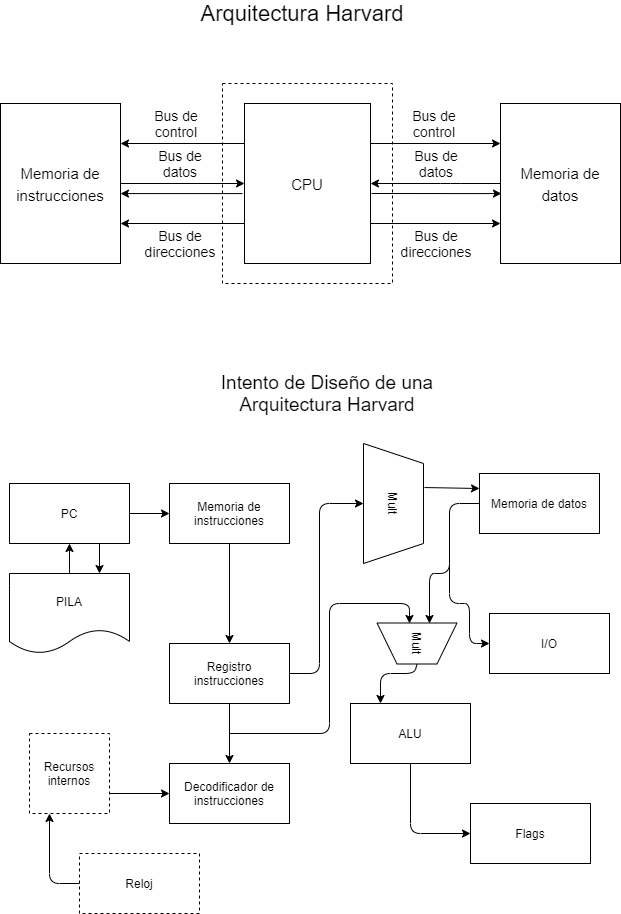 Arquitectura Harvard
Memoria de
instrucciones
Bus de
control
Bus de
datos
Bus de
direcciones
CPU
Bus de
control
Bus de
datos
Bus de
direcciones
Memoria de
datos
Intento de Diseño de una
Arquitectura Harvard
PC
Memoria de
instrucciones
Mult
Memoria de datos
PILA
Mult
I/O
Registro
instrucciones
ALU
Recursos
internos
Decodificador de
instrucciones
Flags
Reloj